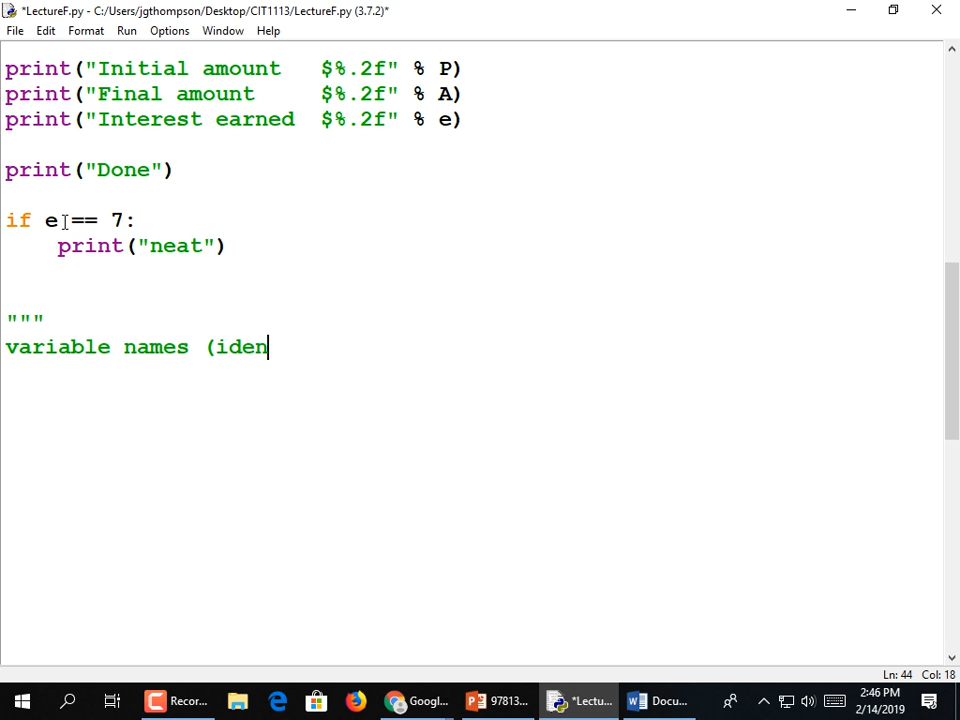 *LectureF.py - C:/Users/jgthompson/Desktop/CIT1113/LectureF.py (3.7.2)*
File Edit Format Run Options Window Help
print("Initial amount   $%.2f" % P)
print("Final amount     $%.2f" % A)
print("Interest earned  $%.2f" % e)
print("Done")
if e == 7:
    print("neat")
"""
variable names (iden
Ln: 44 Col: 18
Recor... Googl... 97813... *Lectu... Docu...
2:46 PM
2/14/2019